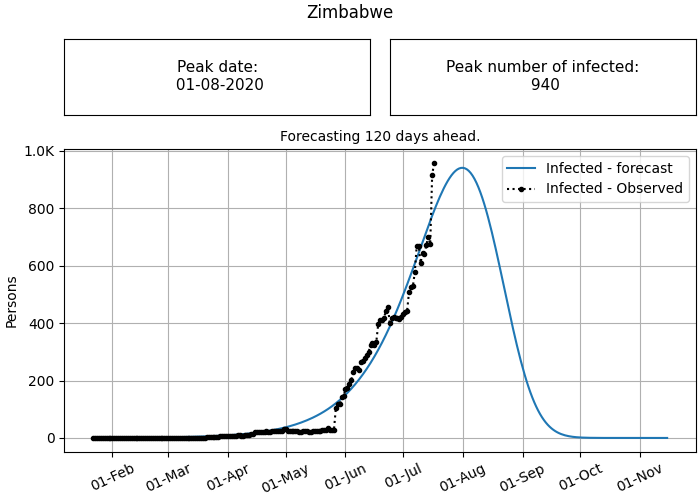 Zimbabwe
Peak date:
01-08-2020
Peak number of infected:
940
Forecasting 120 days ahead.
1.0K
800
600
400
200
0
Persons
Infected - forecast
Infected - Observed
01-Feb
01-Mar
01-Apr
01-May
01-Jun
01-Jul
01-Aug
01-Sep
01-Oct
01-Nov